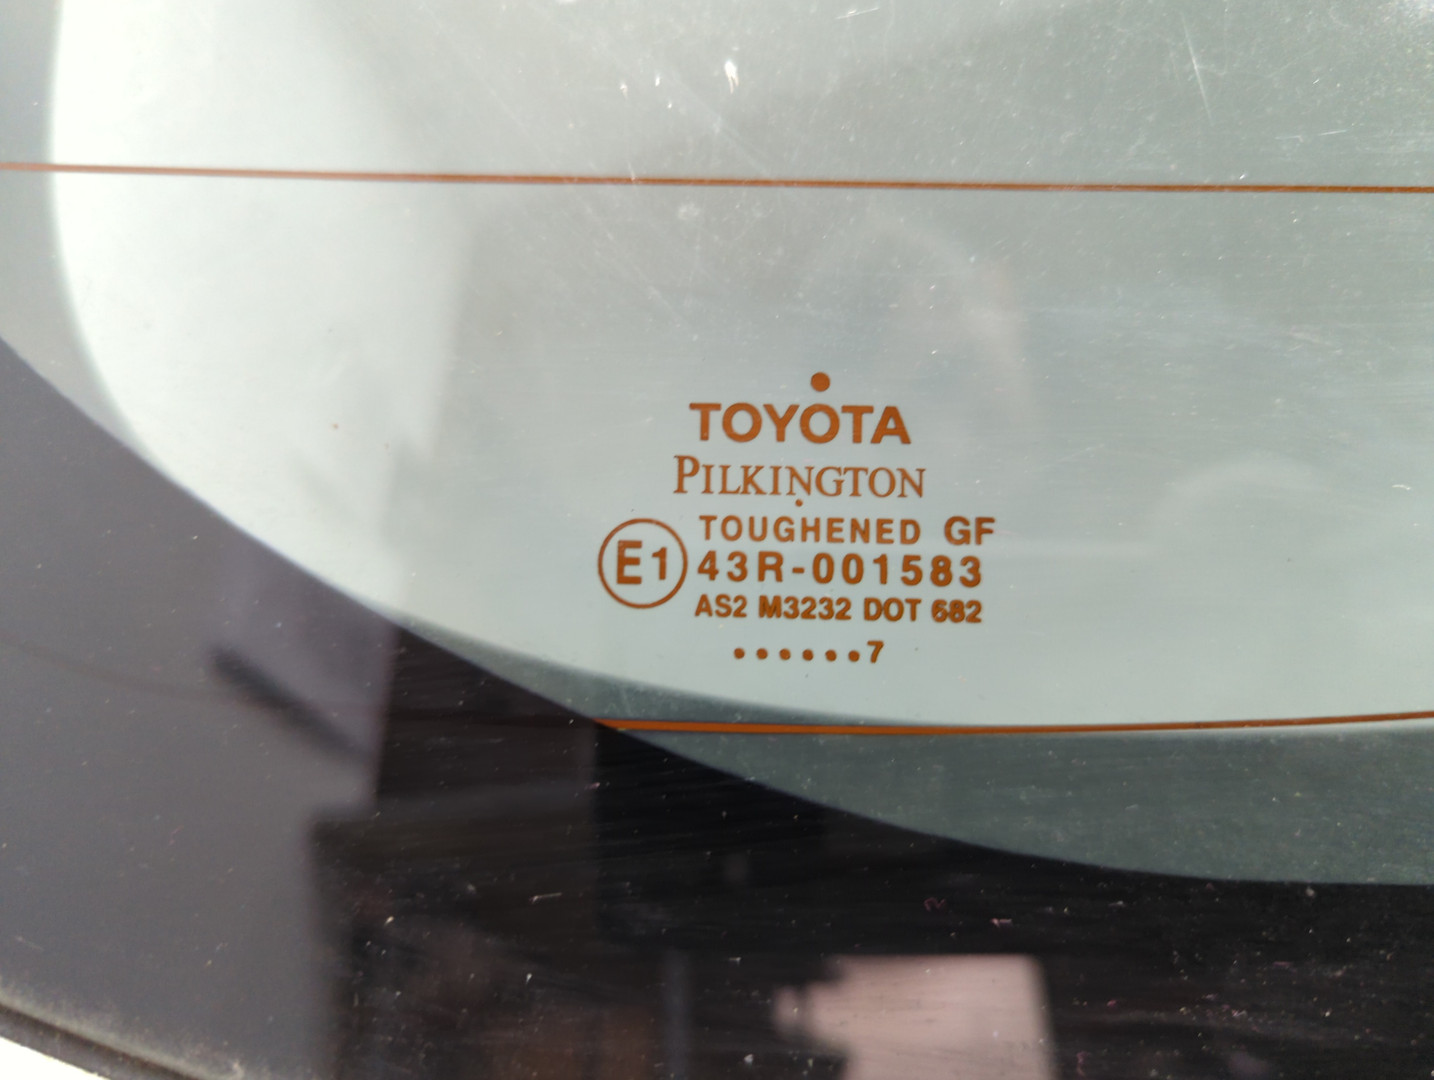 TOYOTA
PILKINGTON
TOUGHENED GF
E1 43R-001583
AS2 M3232 DOT 682
......7